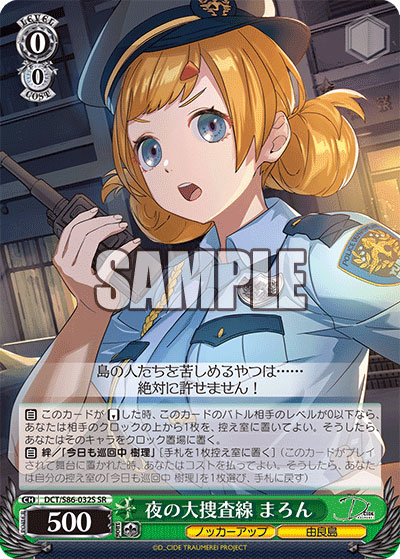 LEVEL
0
0
COST
SAMPLE
島の人たちを苦しめるやつは……
絶対に許せません！
自 このカードが【リバース】した時、このカードのバトル相手のレベルが0以下なら、
あなたは相手のクロックの上から1枚を、控え室に置いてよい。そうしたら
あなたはそのキャラをクロック置場に置く。
自 絆／「今日も巡回中 樹理」 [手札を1枚控え室に置く] （このカードがプレイ
されて舞台に置かれた時、あなたはコストを払ってよい。そうしたら、あなたは
自分の控え室の「今日も巡回中 樹理」を1枚選び、手札に戻す）
CH DCT/S86-032S SR
500
夜の大捜査線 まろん
ノッカーアップ
由良島
©D_CIDE TRAUMEREI PROJECT